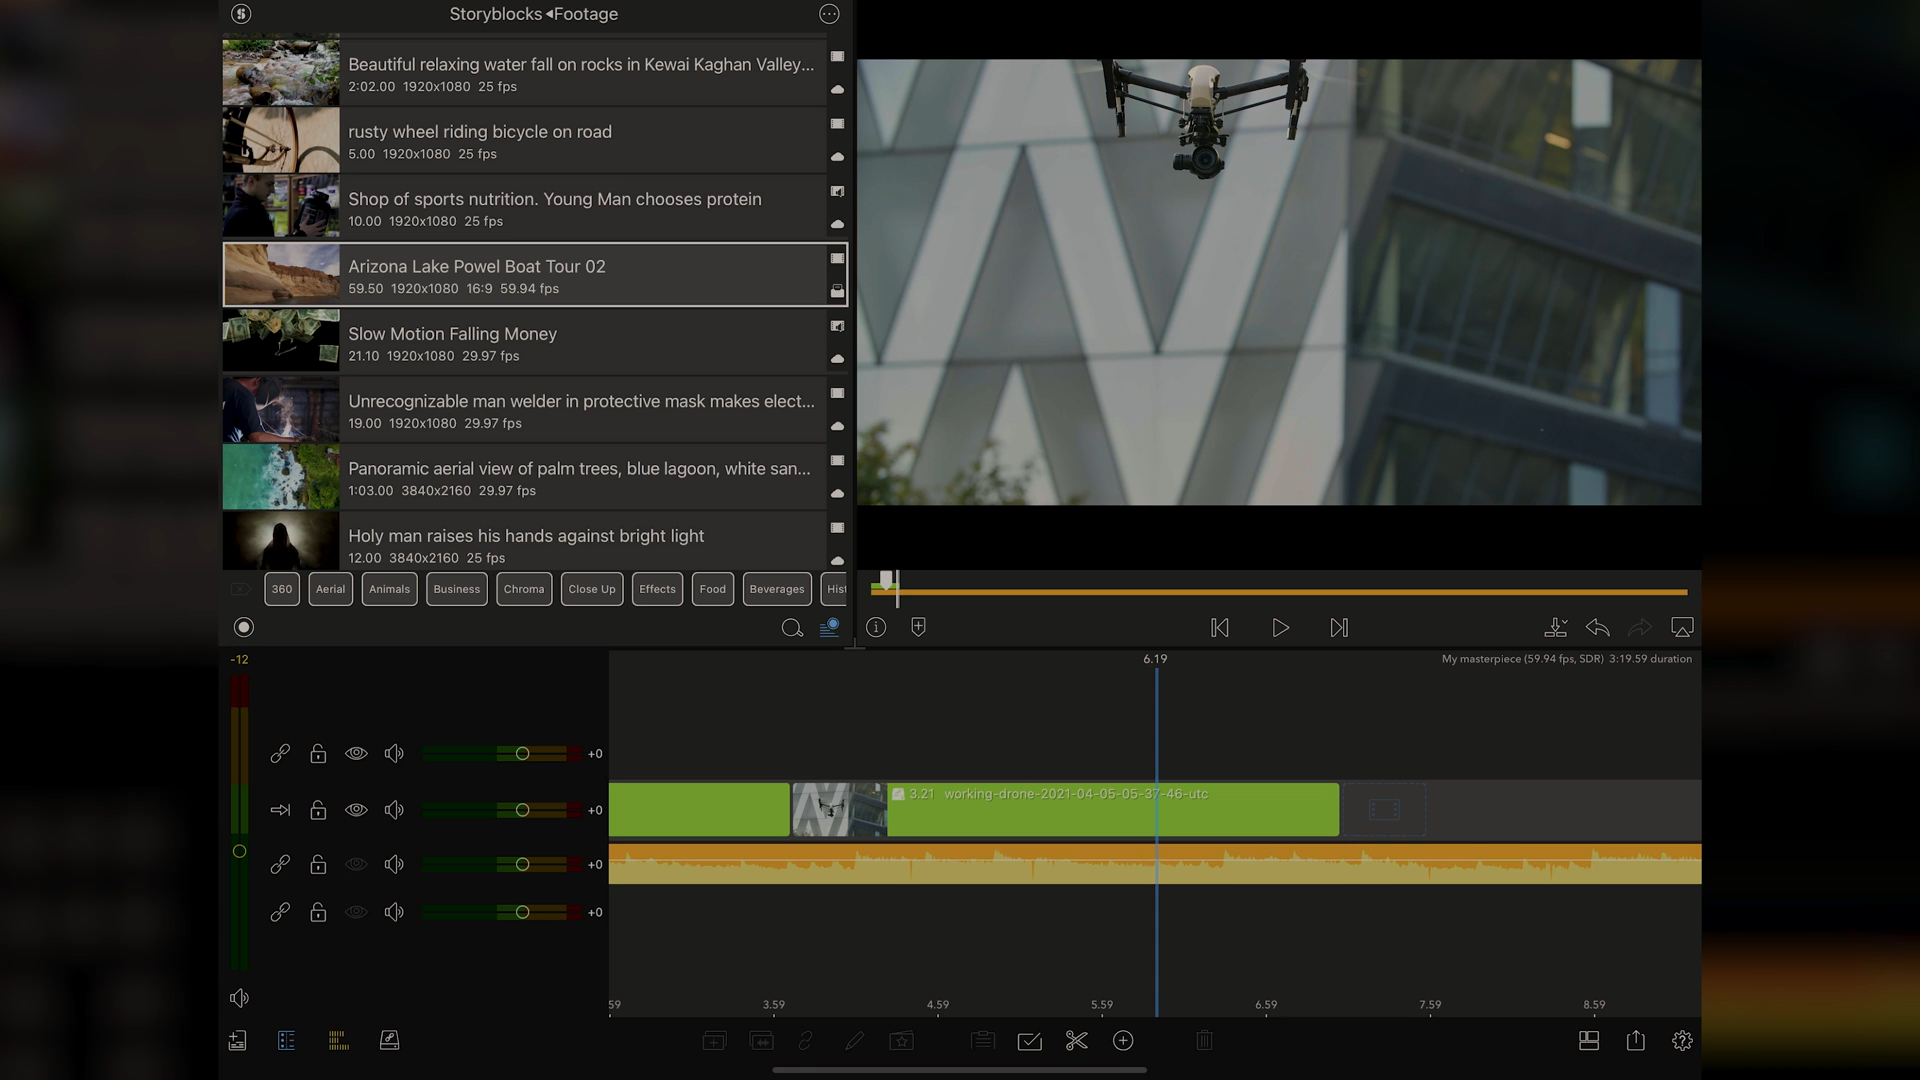 Storyblocks ◂Footage
Beautiful relaxing water fall on rocks in Kewai Kaghan Valley...
2:02.00 1920x1080 25 fps
rusty wheel riding bicycle on road
5.00 1920x1080 25 fps
Shop of sports nutrition. Young Man chooses protein
10.00 1920x1080 25 fps
Arizona Lake Powel Boat Tour 02
59.50 1920x1080 16:9 59.94 fps
Slow Motion Falling Money
21.10 1920x1080 29.97 fps
Unrecognizable man welder in protective mask makes elect...
19.00 1920x1080 29.97 fps
Panoramic aerial view of palm trees, blue lagoon, white san...
1:03.00 3840x2160 29.97 fps
Holy man raises his hands against bright light
12.00 3840x2160 25 fps
360 Aerial Animals Business Chroma Close Up Effects Food Beverages Hist
-12
6.19
My masterpiece (59.94 fps, SDR) 3:19.59 duration
+0
+0
3.21 working-drone-2021-04-05-05-37-46-utc
+0
+0
59 3.59 4.59 5.59 6.59 7.59 8.59